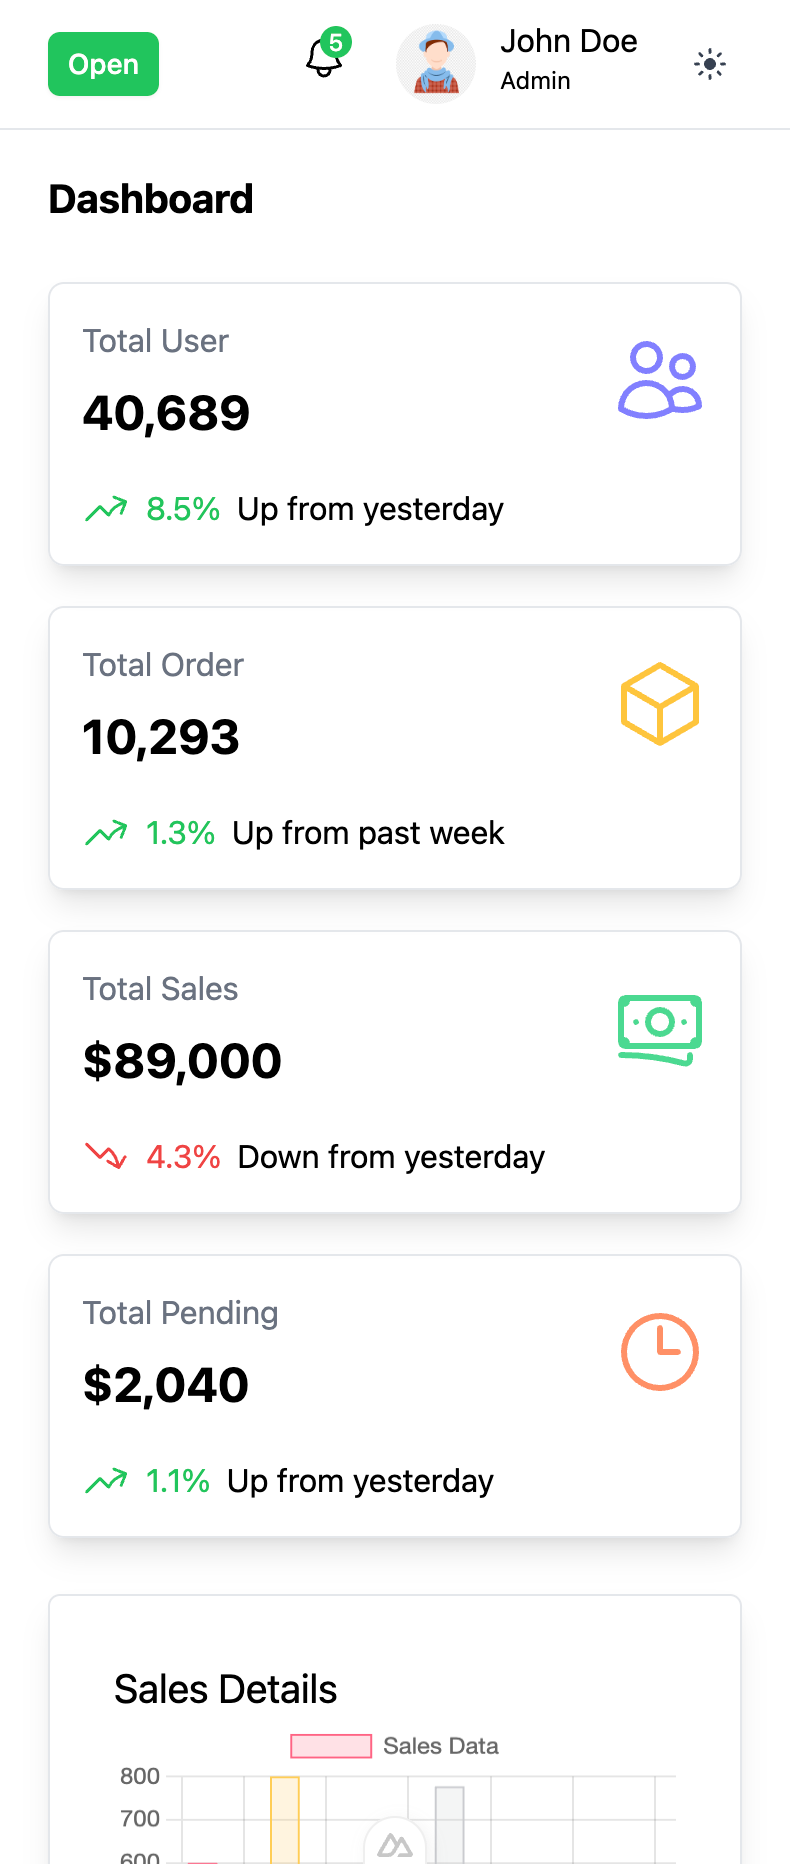 Open
5
John Doe
Admin
Dashboard
Total User
40,689
8.5% Up from yesterday
Total Order
10,293
1.3% Up from past week
Total Sales
$89,000
4.3% Down from yesterday
Total Pending
$2,040
1.1% Up from yesterday
Sales Details
Sales Data
800
700
600